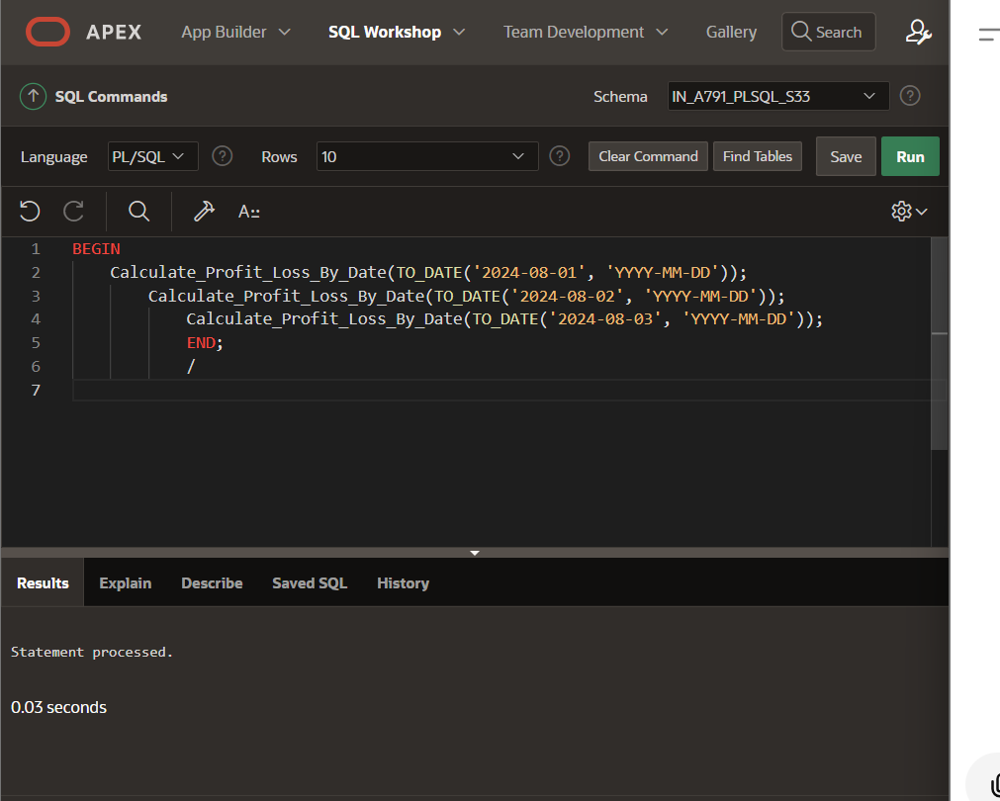 APEX App Builder SQL Workshop Team Development Gallery Search
SQL Commands Schema IN_A791_PLSQL_S33 ?
Language PL/SQL ? Rows 10 ? Clear Command Find Tables Save Run
A::
1 BEGIN
2     Calculate_Profit_Loss_By_Date(TO_DATE('2024-08-01', 'YYYY-MM-DD'));
3         Calculate_Profit_Loss_By_Date(TO_DATE('2024-08-02', 'YYYY-MM-DD'));
4             Calculate_Profit_Loss_By_Date(TO_DATE('2024-08-03', 'YYYY-MM-DD'));
5             END;
6             /
7
Results Explain Describe Saved SQL History
Statement processed.
0.03 seconds